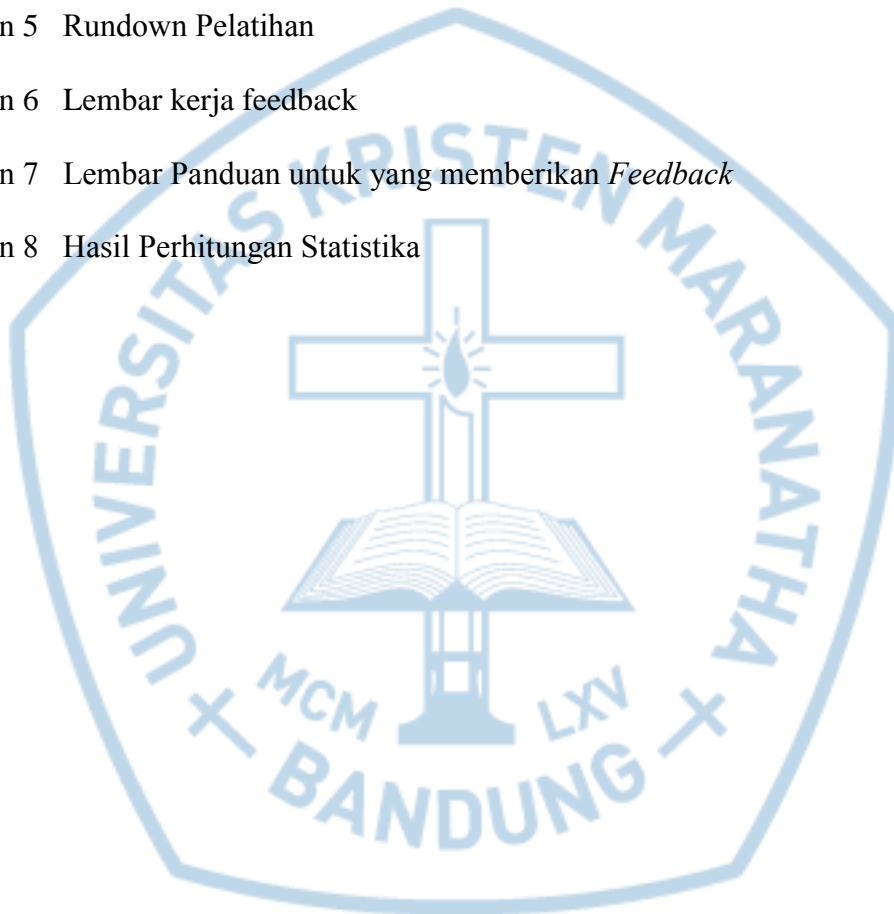 n 5 Rundown Pelatihan
n 6 Lembar kerja feedback
n 7 Lembar Panduan untuk yang memberikan Feedback
n 8 Hasil Perhitungan Statistika
UNIVERSITAS KRISTEN MARANATHA
MCM LXV
BANDUNG